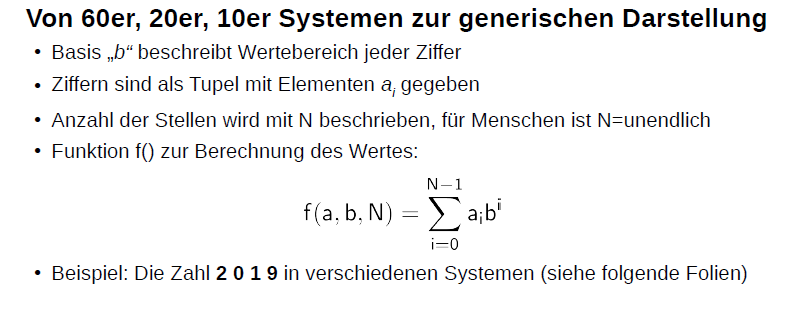 Von 60er, 20er, 10er Systemen zur generischen Darstellung
• Basis „b“ beschreibt Wertebereich jeder Ziffer
• Ziffern sind als Tupel mit Elementen aᵢ gegeben
• Anzahl der Stellen wird mit N beschrieben, für Menschen ist N=unendlich
• Funktion f() zur Berechnung des Wertes:
f(a, b, N) = ∑_{i=0}^{N−1} aᵢbⁱ
• Beispiel: Die Zahl 2 0 1 9 in verschiedenen Systemen (siehe folgende Folien)